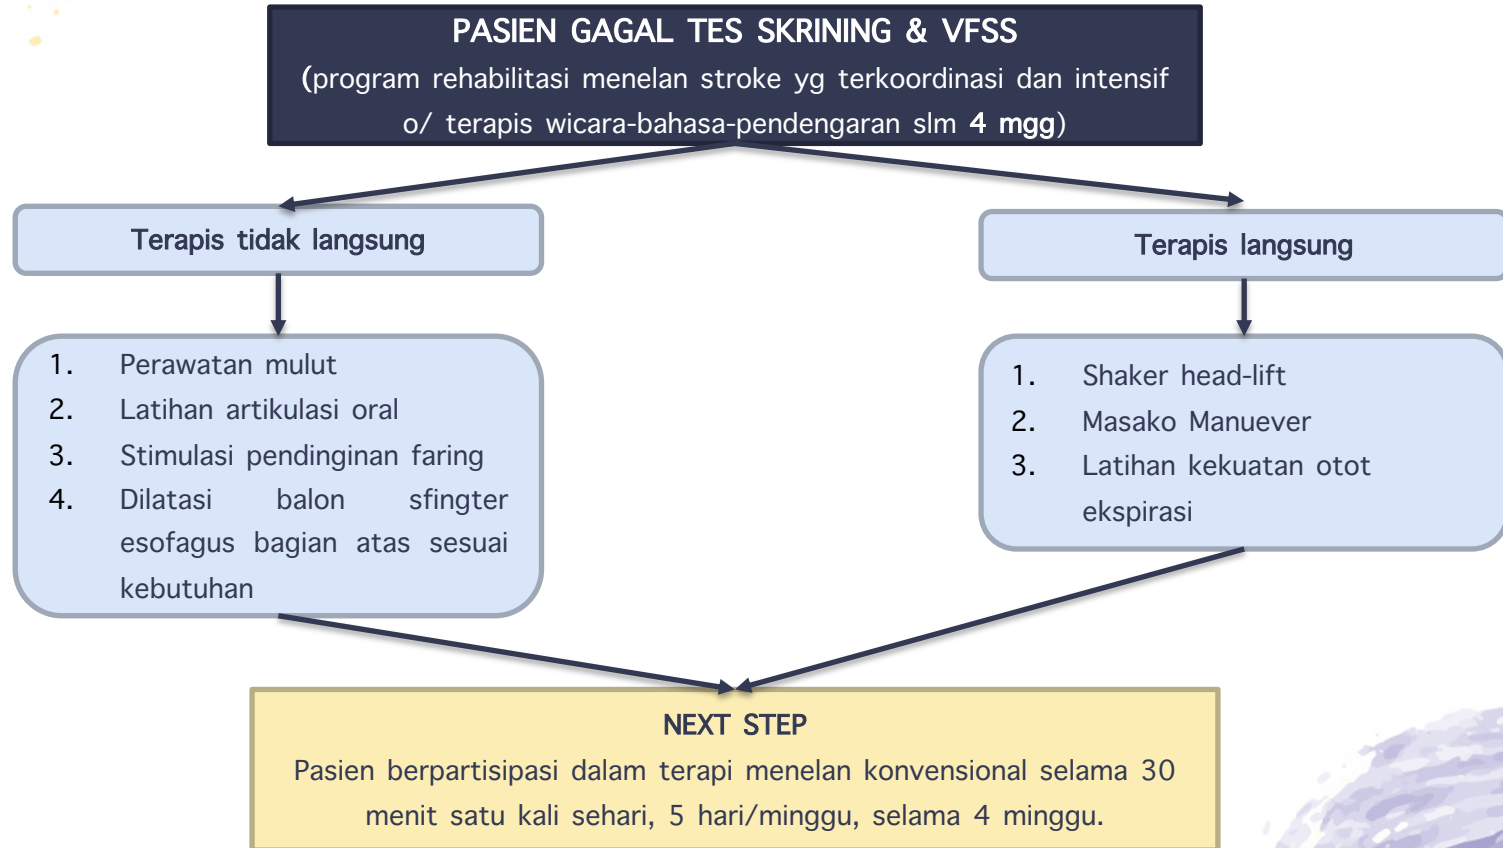 PASIEN GAGAL TES SKRINING & VFSS
(program rehabilitasi menelan stroke yg terkoordinasi dan intensif
o/ terapis wicara-bahasa-pendengaran slm 4 mgg)
Terapis tidak langsung
1. Perawatan mulut
2. Latihan artikulasi oral
3. Stimulasi pendinginan faring
4. Dilatasi balon sfingter
esofagus bagian atas sesuai
kebutuhan
Terapis langsung
1. Shaker head-lift
2. Masako Manuever
3. Latihan kekuatan otot
ekspirasi
NEXT STEP
Pasien berpartisipasi dalam terapi menelan konvensional selama 30
menit satu kali sehari, 5 hari/minggu, selama 4 minggu.